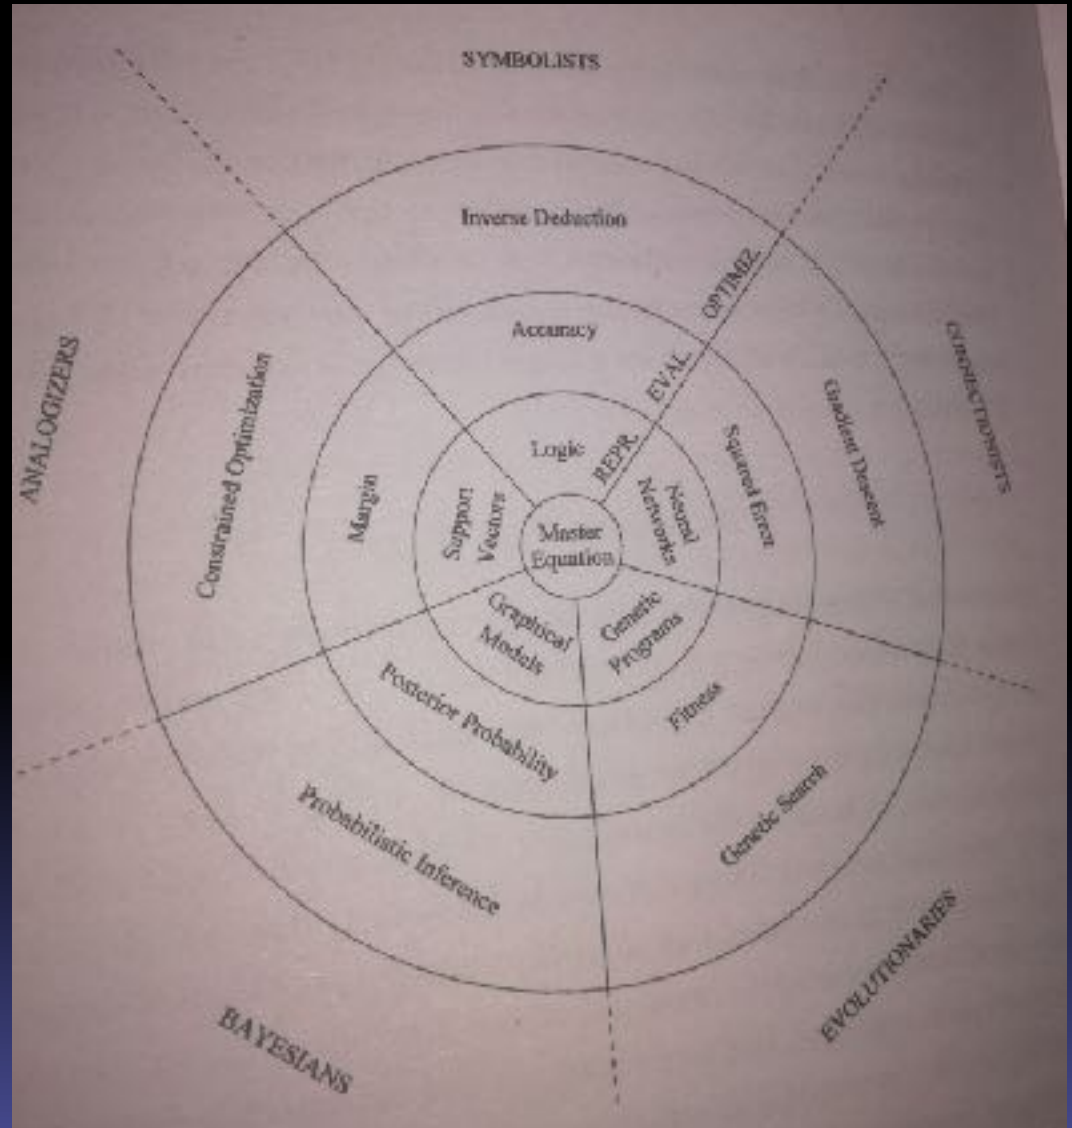 SYMBOLISTS
Inverse Deduction
OPTIMIZ.
Accuracy
EVAL.
Logic
REPR.
CONNECTIONISTS
Gradient Descent
Squared Error
Neural
Networks
ANALOGIZERS
Constrained Optimization
Margin
Support
Vectors
Master
Equation
Graphical
Models
Genetic
Programs
Posterior Probability
Fitness
Probabilistic Inference
Genetic Search
BAYESIANS
EVOLUTIONARIES